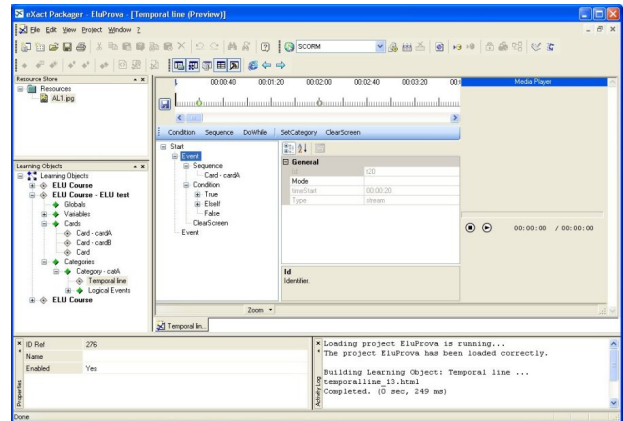 eXact Packager - EluProva - [Temporal line (Preview)]
File Edit View Project Window ?
SCORM
Resource Store
Resources
AL1.jpg
00:00:40 00:01:20 00:02:00 00:02:40 00:03:20 00:
Media Player
Condition Sequence DoWhile SetCategory ClearScreen
Start
Event
Sequence
Card - cardA
Condition
True
ElseIf
False
ClearScreen
Event
General
Id t20
Mode
timeStart 00:00:20
Type stream
Id
Identifier.
00:00:00 / 00:00:00
Learning Objects
Learning Objects
ELU Course
ELU Course - ELU test
Globals
Variables
Cards
Card - cardA
Card - cardB
Card
Categories
Category - catA
Temporal line
Logical Events
ELU Course
Zoom
Temporal lin...
Properties
ID Ref 276
Name
Enabled Yes
Activity Log
Loading project EluProva is running...
The project EluProva has been loaded correctly.
Building Learning Object: Temporal line ...
temporalline_13.html
Completed. (0 sec, 249 ms)
Done